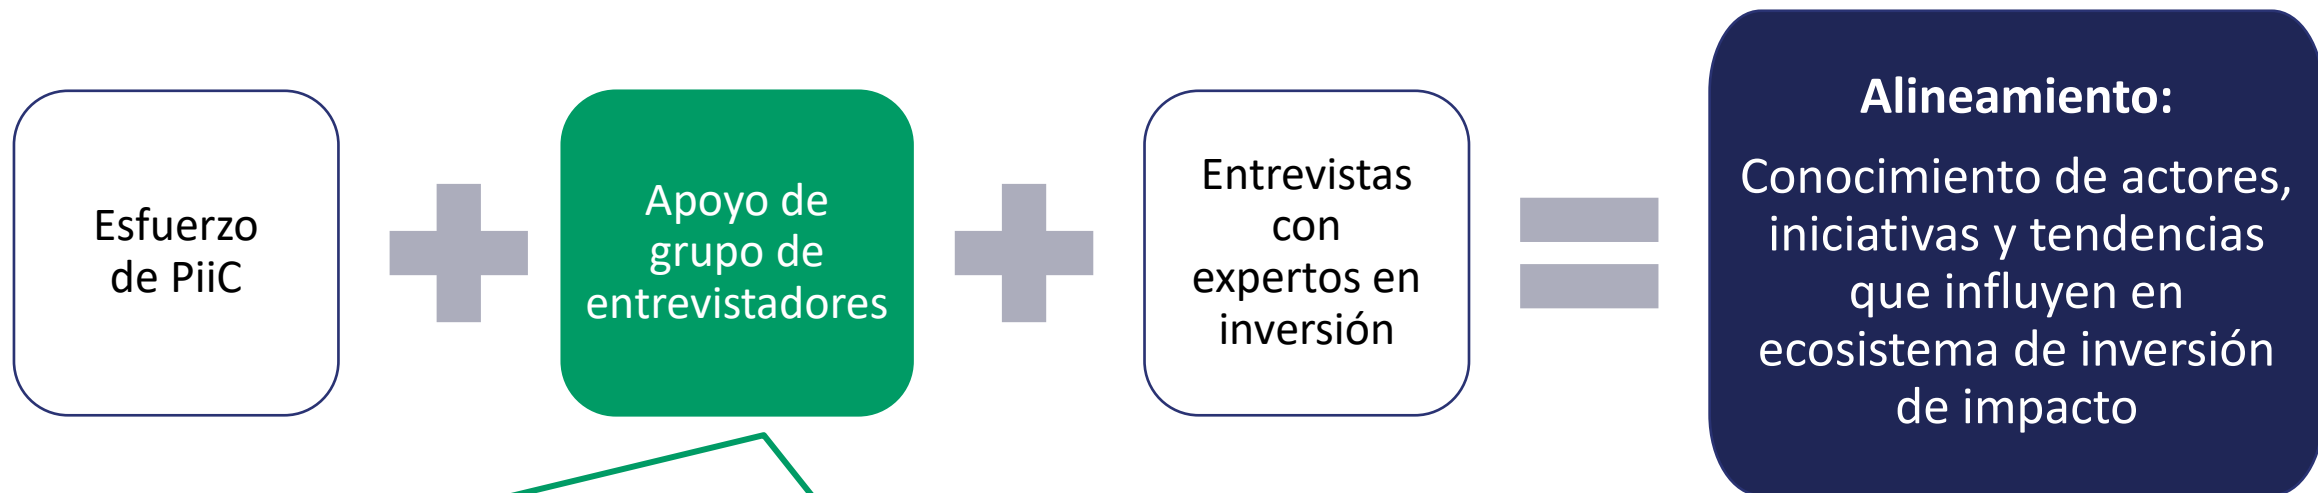 Esfuerzo
de PiiC
Apoyo de
grupo de
entrevistadores
Entrevistas
con
expertos en
inversión
Alineamiento:
Conocimiento de actores,
iniciativas y tendencias
que influyen en
ecosistema de inversión
de impacto